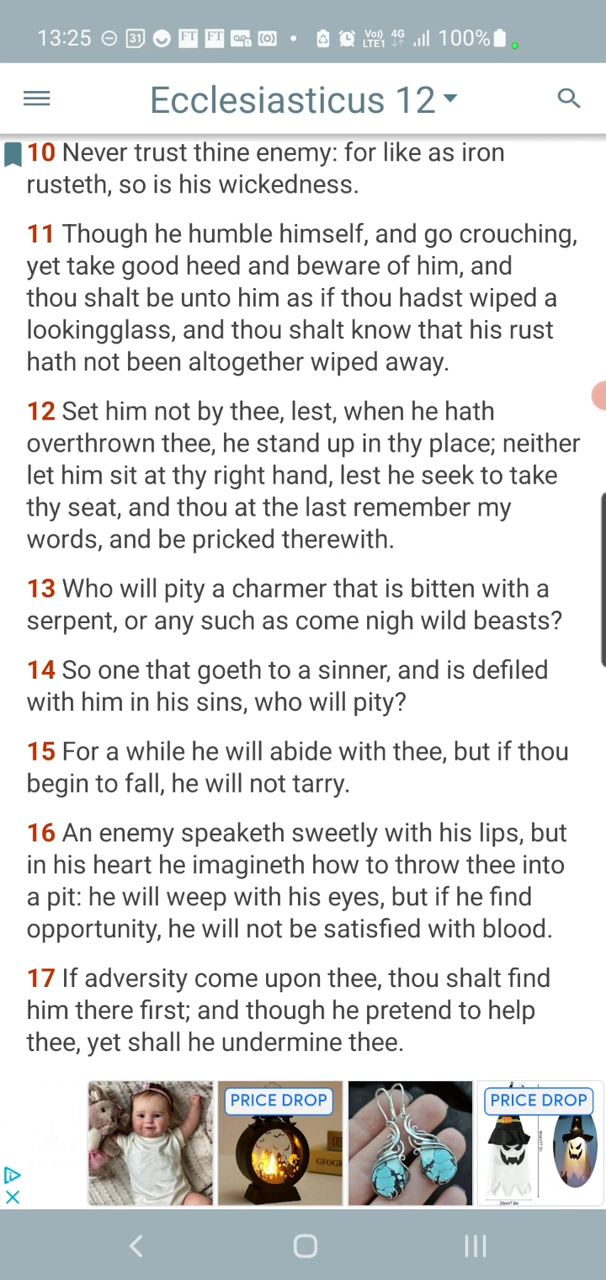 13:25 31 FT FT Vo) LTE1 4G 100%
Ecclesiasticus 12
10 Never trust thine enemy: for like as iron
rusteth, so is his wickedness.
11 Though he humble himself, and go crouching,
yet take good heed and beware of him, and
thou shalt be unto him as if thou hadst wiped a
lookingglass, and thou shalt know that his rust
hath not been altogether wiped away.
12 Set him not by thee, lest, when he hath
overthrown thee, he stand up in thy place; neither
let him sit at thy right hand, lest he seek to take
thy seat, and thou at the last remember my
words, and be pricked therewith.
13 Who will pity a charmer that is bitten with a
serpent, or any such as come nigh wild beasts?
14 So one that goeth to a sinner, and is defiled
with him in his sins, who will pity?
15 For a while he will abide with thee, but if thou
begin to fall, he will not tarry.
16 An enemy speaketh sweetly with his lips, but
in his heart he imagineth how to throw thee into
a pit: he will weep with his eyes, but if he find
opportunity, he will not be satisfied with blood.
17 If adversity come upon thee, thou shalt find
him there first; and though he pretend to help
thee, yet shall he undermine thee.
PRICE DROP
PRICE DROP